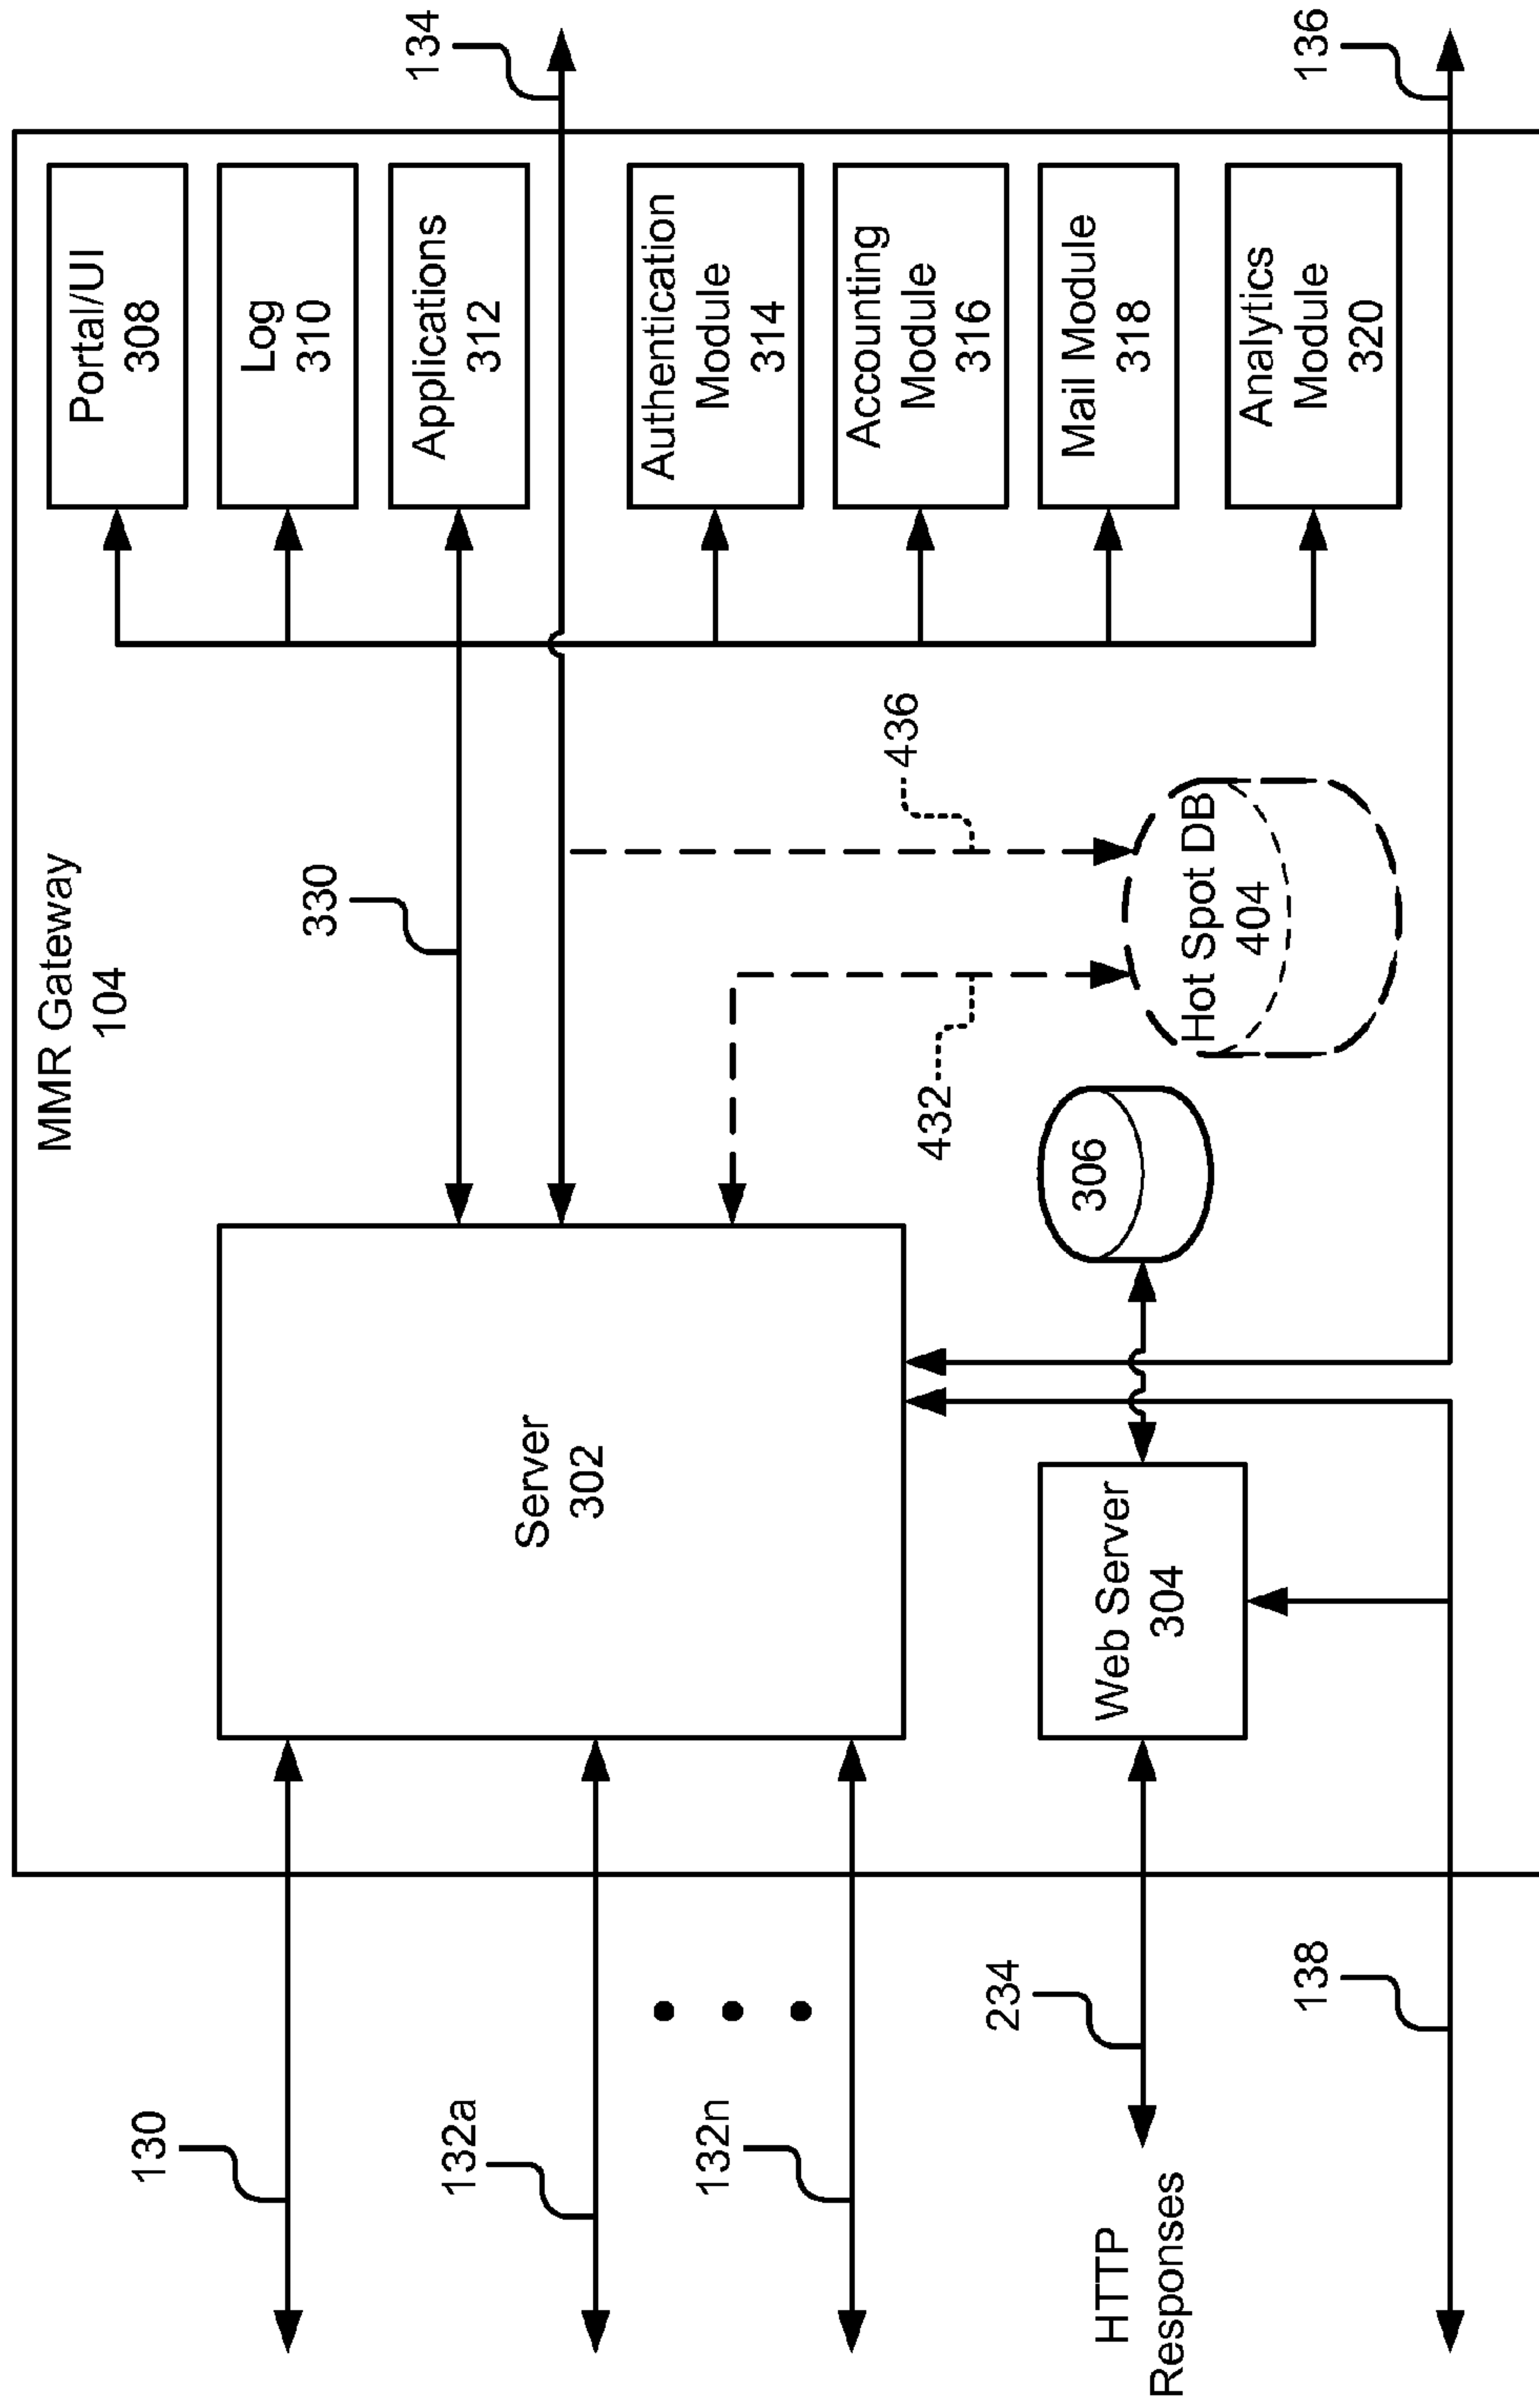 MMR Gateway
104
130
132a
132n
234
HTTP
Responses
138
Server
302
Web Server
304
306
330
432
436
Hot Spot DB
404
Portal/UI
308
Log
310
Applications
312
134
Authentication
Module
314
Accounting
Module
316
Mail Module
318
Analytics
Module
320
136